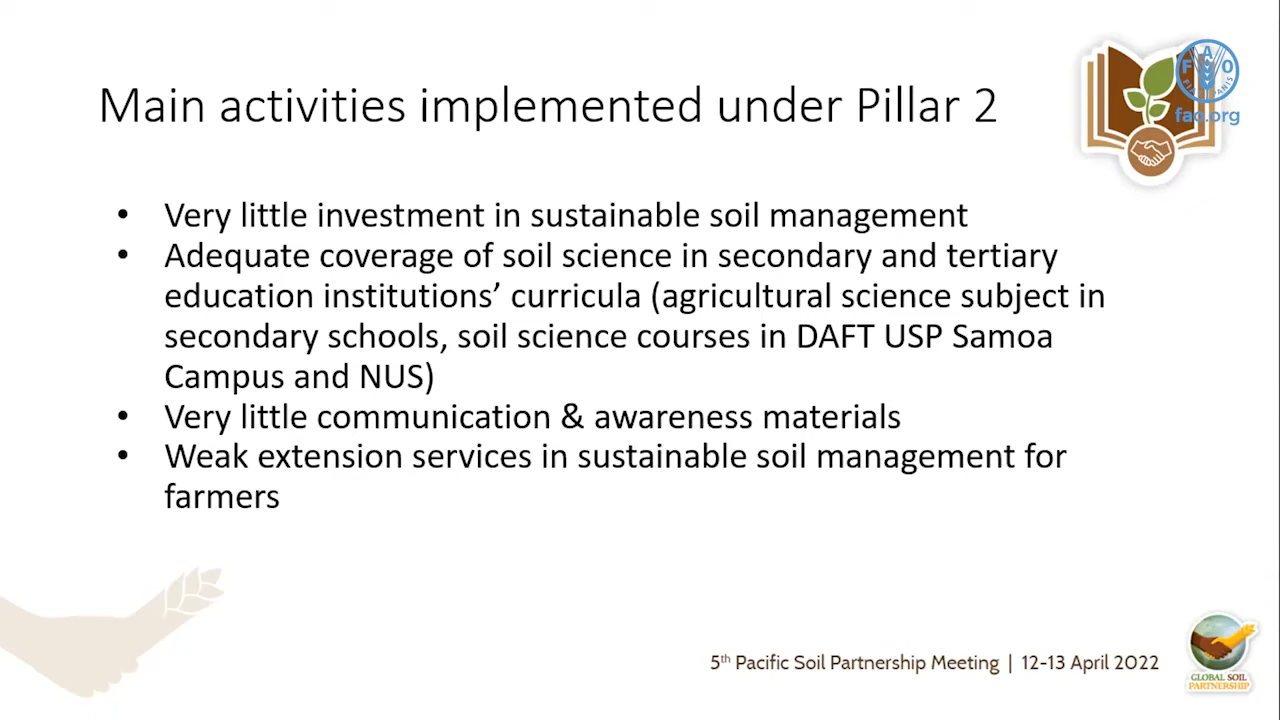 Main activities implemented under Pillar 2
F A O
FIAT PANIS
fao.org
• Very little investment in sustainable soil management
• Adequate coverage of soil science in secondary and tertiary
education institutions’ curricula (agricultural science subject in
secondary schools, soil science courses in DAFT USP Samoa
Campus and NUS)
• Very little communication & awareness materials
• Weak extension services in sustainable soil management for
farmers
5th Pacific Soil Partnership Meeting | 12-13 April 2022
GLOBAL SOIL
PARTNERSHIP